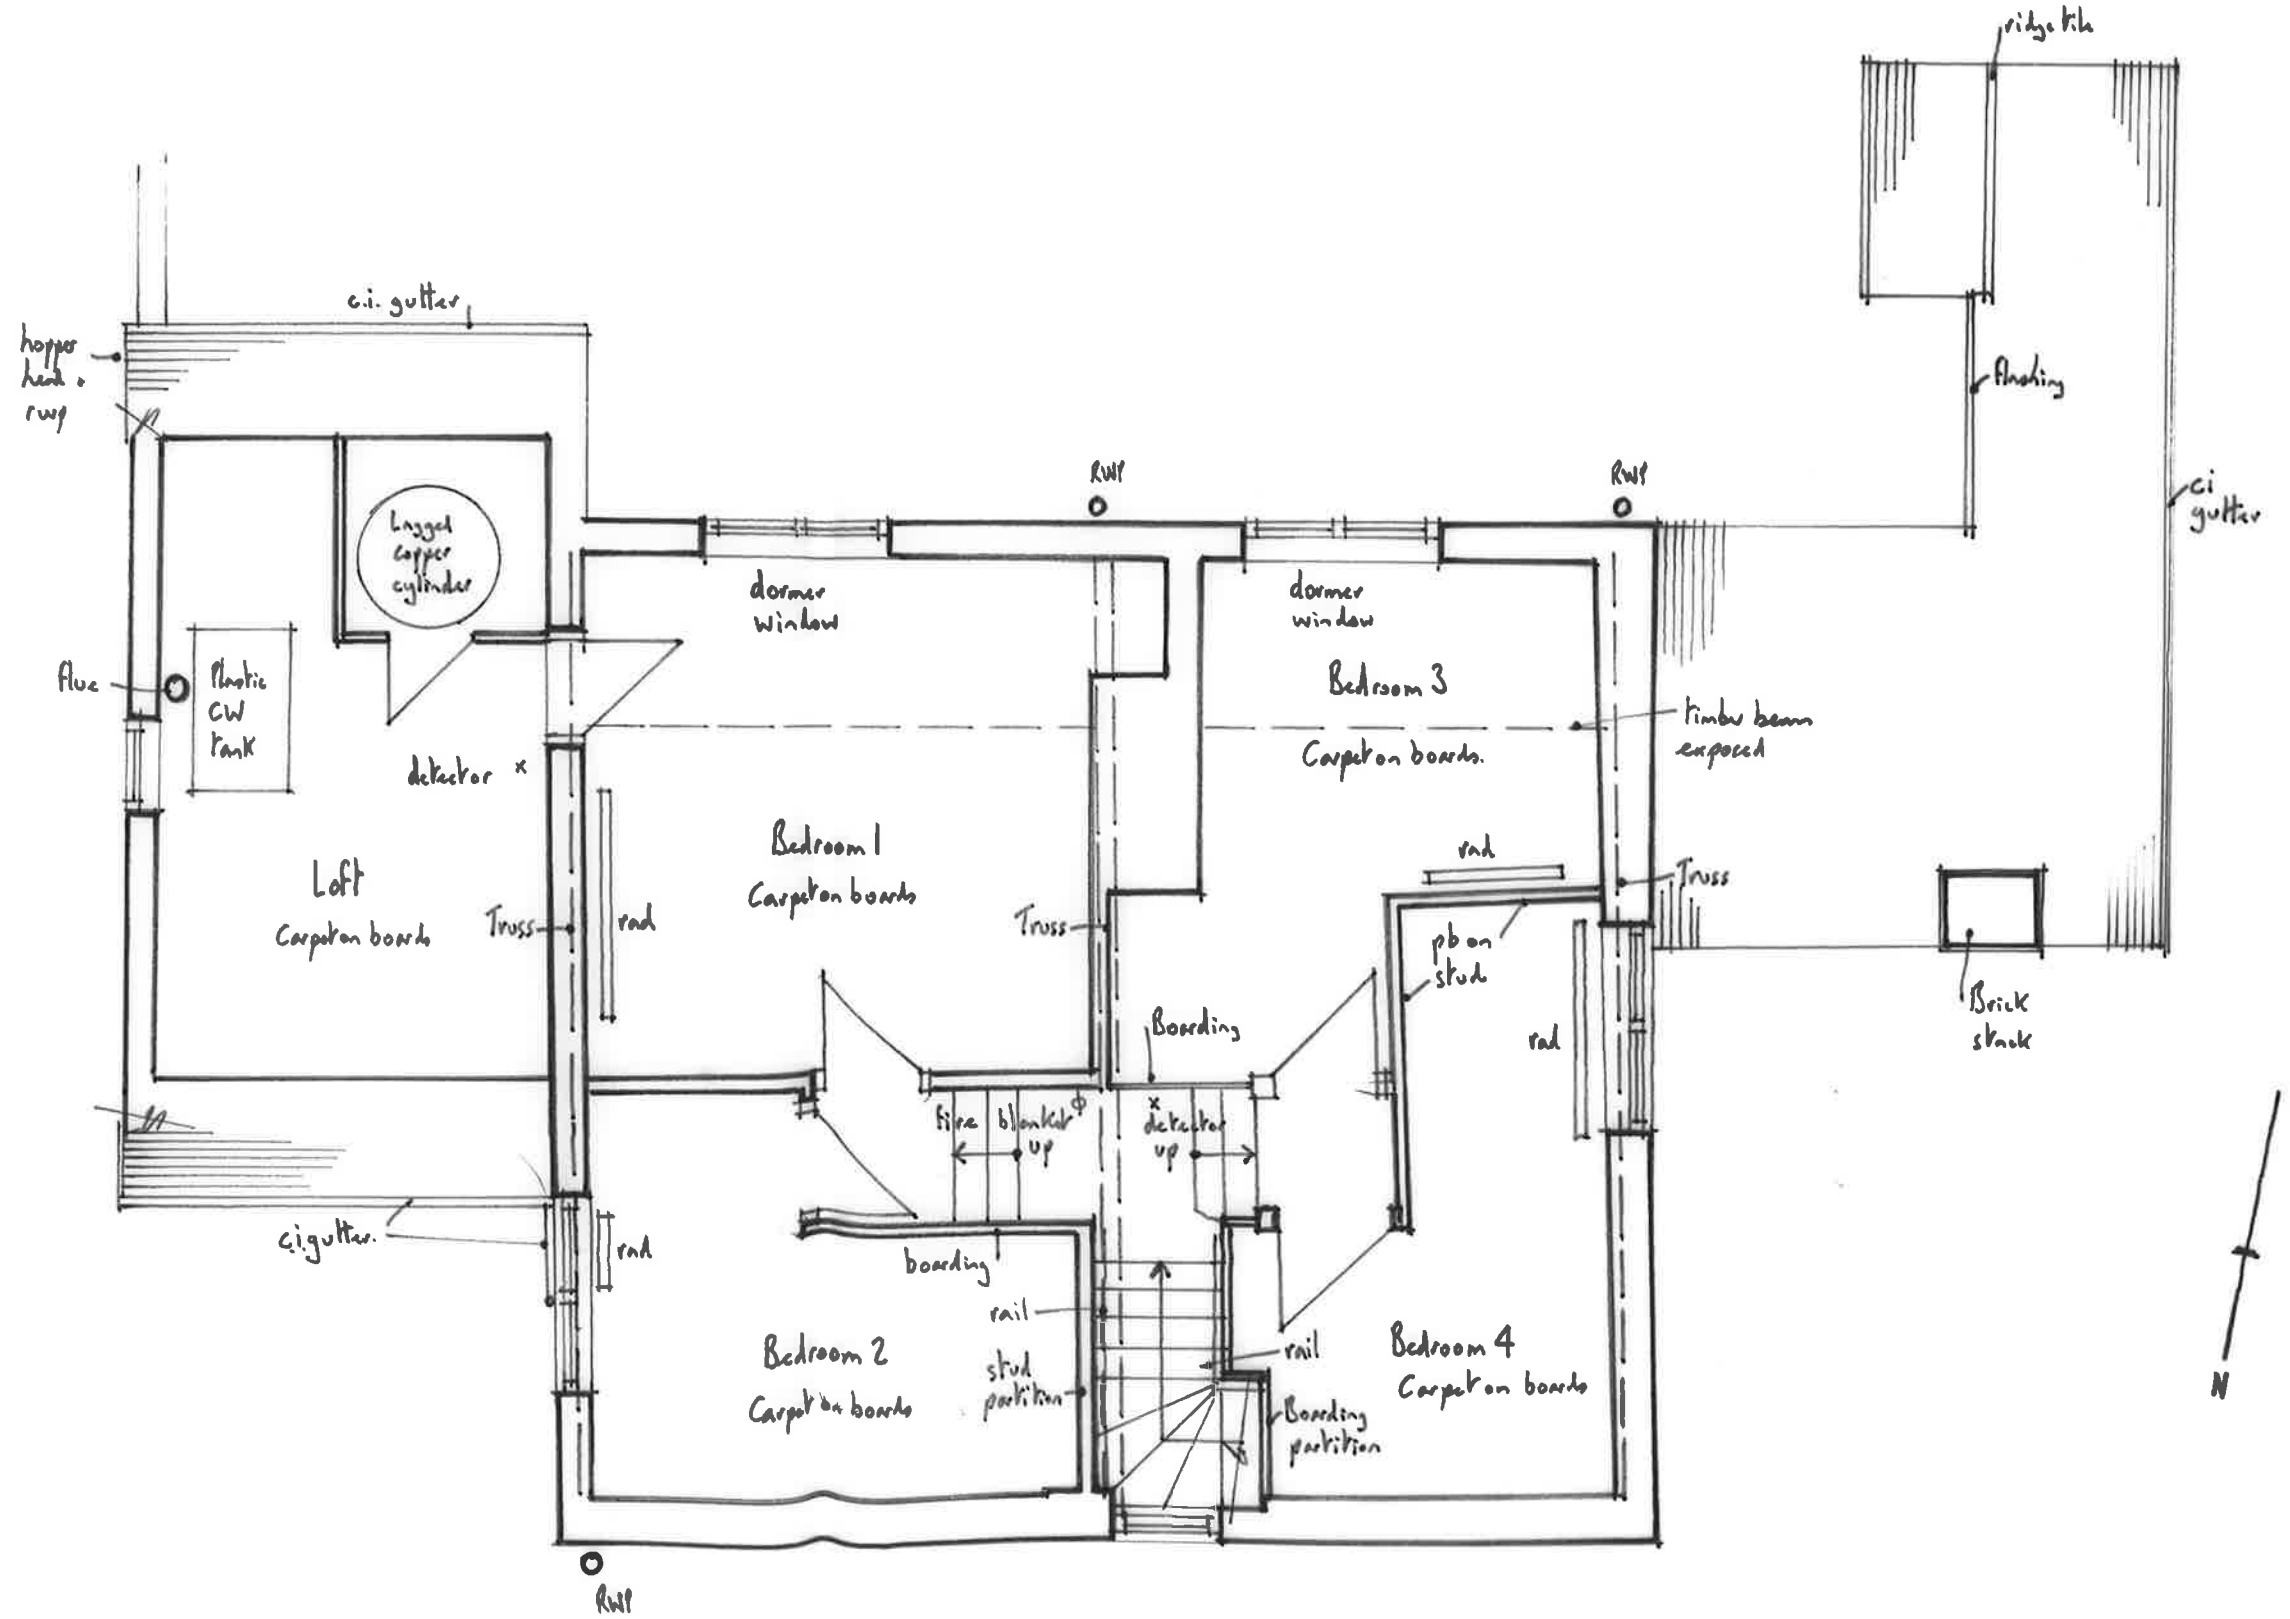 ridge tile
c.i. gutter
hopper
head +
rwp
flashing
RWP
RWP
ci
gutter
Lagged
copper
cylinder
dormer
window
dormer
window
flue
Plastic
CW
tank
Bedroom 3
timber beam
exposed
Carpet on boards.
detector x
Bedroom 1
Carpet on boards
rad
Truss
Loft
Carpet on boards
Truss
rad
Truss
pb on
stud
Brick
stack
rad
Boarding
fire blanket
up
x
detector
up
c.i. gutter.
rad
boarding
rail
rail
Bedroom 2
Carpet on boards
stud
partition
Bedroom 4
Carpet on boards
Boarding
partition
N
RWP